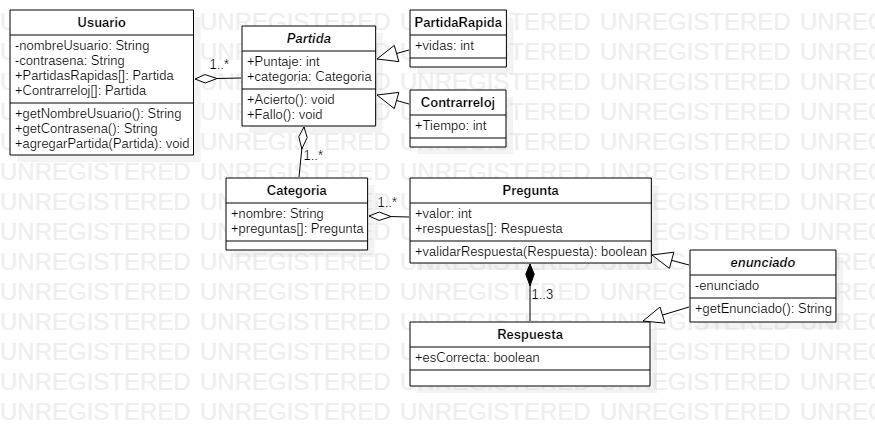 Usuario
-nombreUsuario: String
-contrasena: String
+PartidasRapidas[]: Partida
+Contrarreloj[]: Partida
+getNombreUsuario(): String
+getContrasena(): String
+agregarPartida(Partida): void
1..*
Partida
+Puntaje: int
+categoria: Categoria
+Acierto(): void
+Fallo(): void
PartidaRapida
+vidas: int
Contrarreloj
+Tiempo: int
1..*
Categoria
+nombre: String
+preguntas[]: Pregunta
1..*
Pregunta
+valor: int
+respuestas[]: Respuesta
+validarRespuesta(Respuesta): boolean
enunciado
-enunciado
+getEnunciado(): String
1..3
Respuesta
+esCorrecta: boolean
UNREGISTERED UNREGISTERED UNREGISTERED UNREGISTERED UNREGISTERED